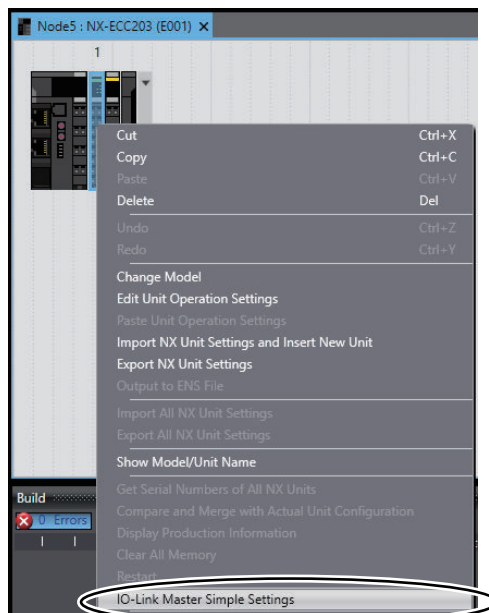 Node5 : NX-ECC203 (E001) ×
1
Cut Ctrl+X
Copy Ctrl+C
Paste Ctrl+V
Delete Del
Undo Ctrl+Z
Redo Ctrl+Y
Change Model
Edit Unit Operation Settings
Paste Unit Operation Settings
Import NX Unit Settings and Insert New Unit
Export NX Unit Settings
Output to ENS File
Import All NX Unit Settings
Export All NX Unit Settings
Show Model/Unit Name
Get Serial Numbers of All NX Units
Compare and Merge with Actual Unit Configuration
Display Production Information
Clear All Memory
Restart
IO-Link Master Simple Settings
Build
0 Errors